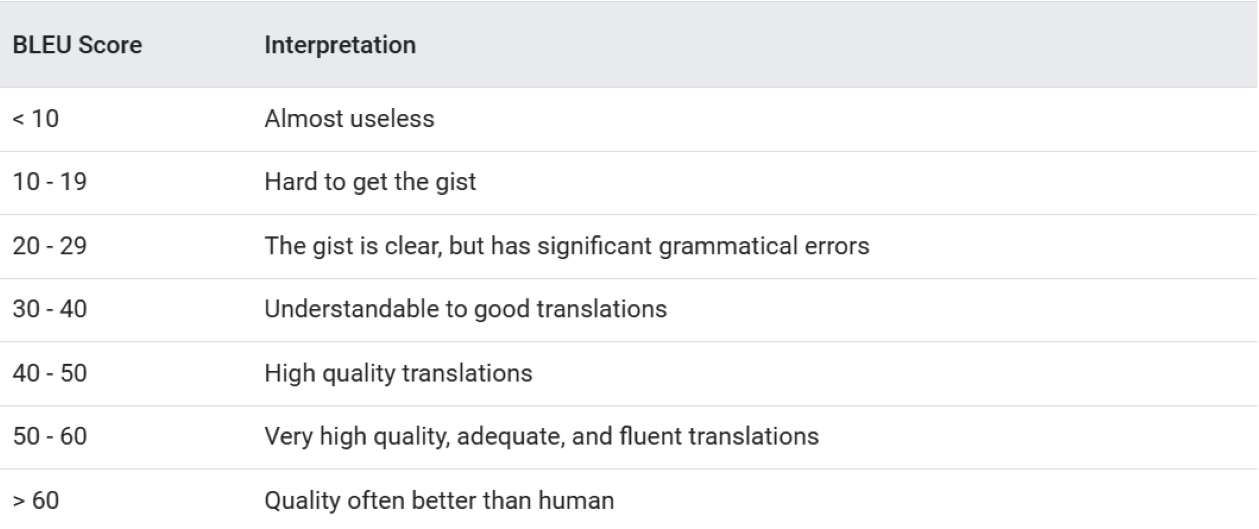 BLEU Score Interpretation
< 10 Almost useless
10 - 19 Hard to get the gist
20 - 29 The gist is clear, but has significant grammatical errors
30 - 40 Understandable to good translations
40 - 50 High quality translations
50 - 60 Very high quality, adequate, and fluent translations
> 60 Quality often better than human